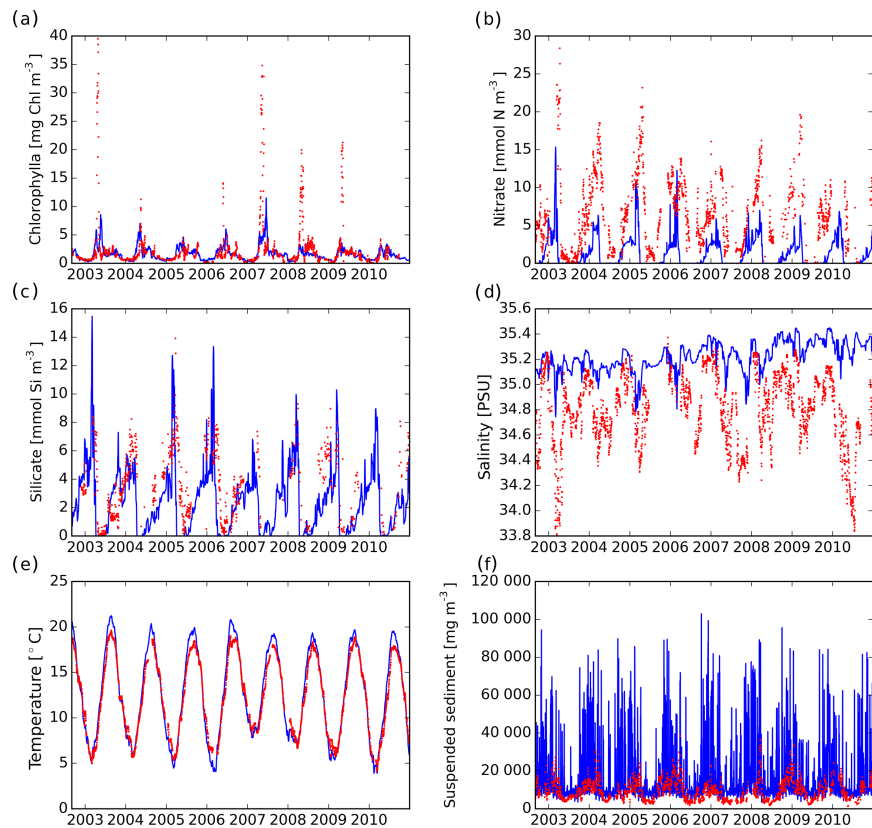 (a)
40
35
30
25
20
15
10
5
0
Chlorophylla [mg Chl m⁻³]
2003 2004 2005 2006 2007 2008 2009 2010
(b)
30
25
20
15
10
5
0
Nitrate [mmol N m⁻³]
2003 2004 2005 2006 2007 2008 2009 2010
(c)
16
14
12
10
8
6
4
2
0
Silicate [mmol Si m⁻³]
2003 2004 2005 2006 2007 2008 2009 2010
(d)
35.6
35.4
35.2
35.0
34.8
34.6
34.4
34.2
34.0
33.8
Salinity [PSU]
2003 2004 2005 2006 2007 2008 2009 2010
(e)
25
20
15
10
5
0
Temperature [°C]
2003 2004 2005 2006 2007 2008 2009 2010
(f)
120 000
100 000
80 000
60 000
40 000
20 000
0
Suspended sediment [mg m⁻³]
2003 2004 2005 2006 2007 2008 2009 2010